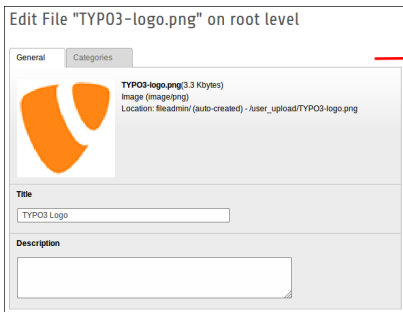 Edit File "TYPO3-logo.png" on root level
General
Categories
TYPO3-logo.png(3.3 Kbytes)
Image (image/png)
Location: fileadmin/ (auto-created) - /user_upload/TYPO3-logo.png
Title
TYPO3 Logo
Description